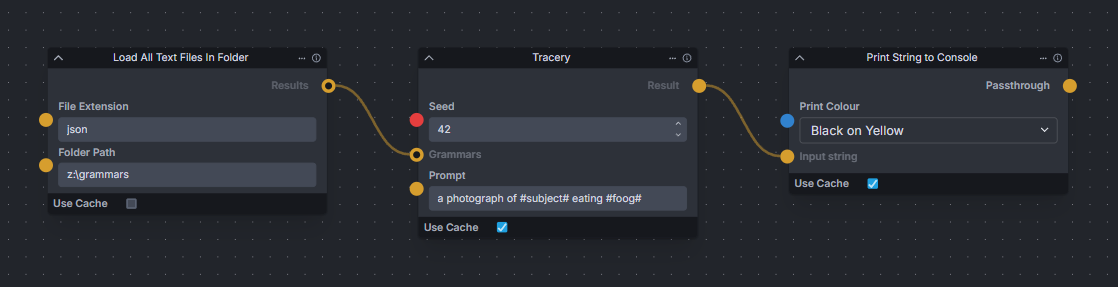 Load All Text Files In Folder
Results
File Extension
json
Folder Path
z:\grammars
Use Cache
Tracery
Result
Seed
42
Grammars
Prompt
a photograph of #subject# eating #foog#
Use Cache
Print String to Console
Passthrough
Print Colour
Black on Yellow
Input string
Use Cache